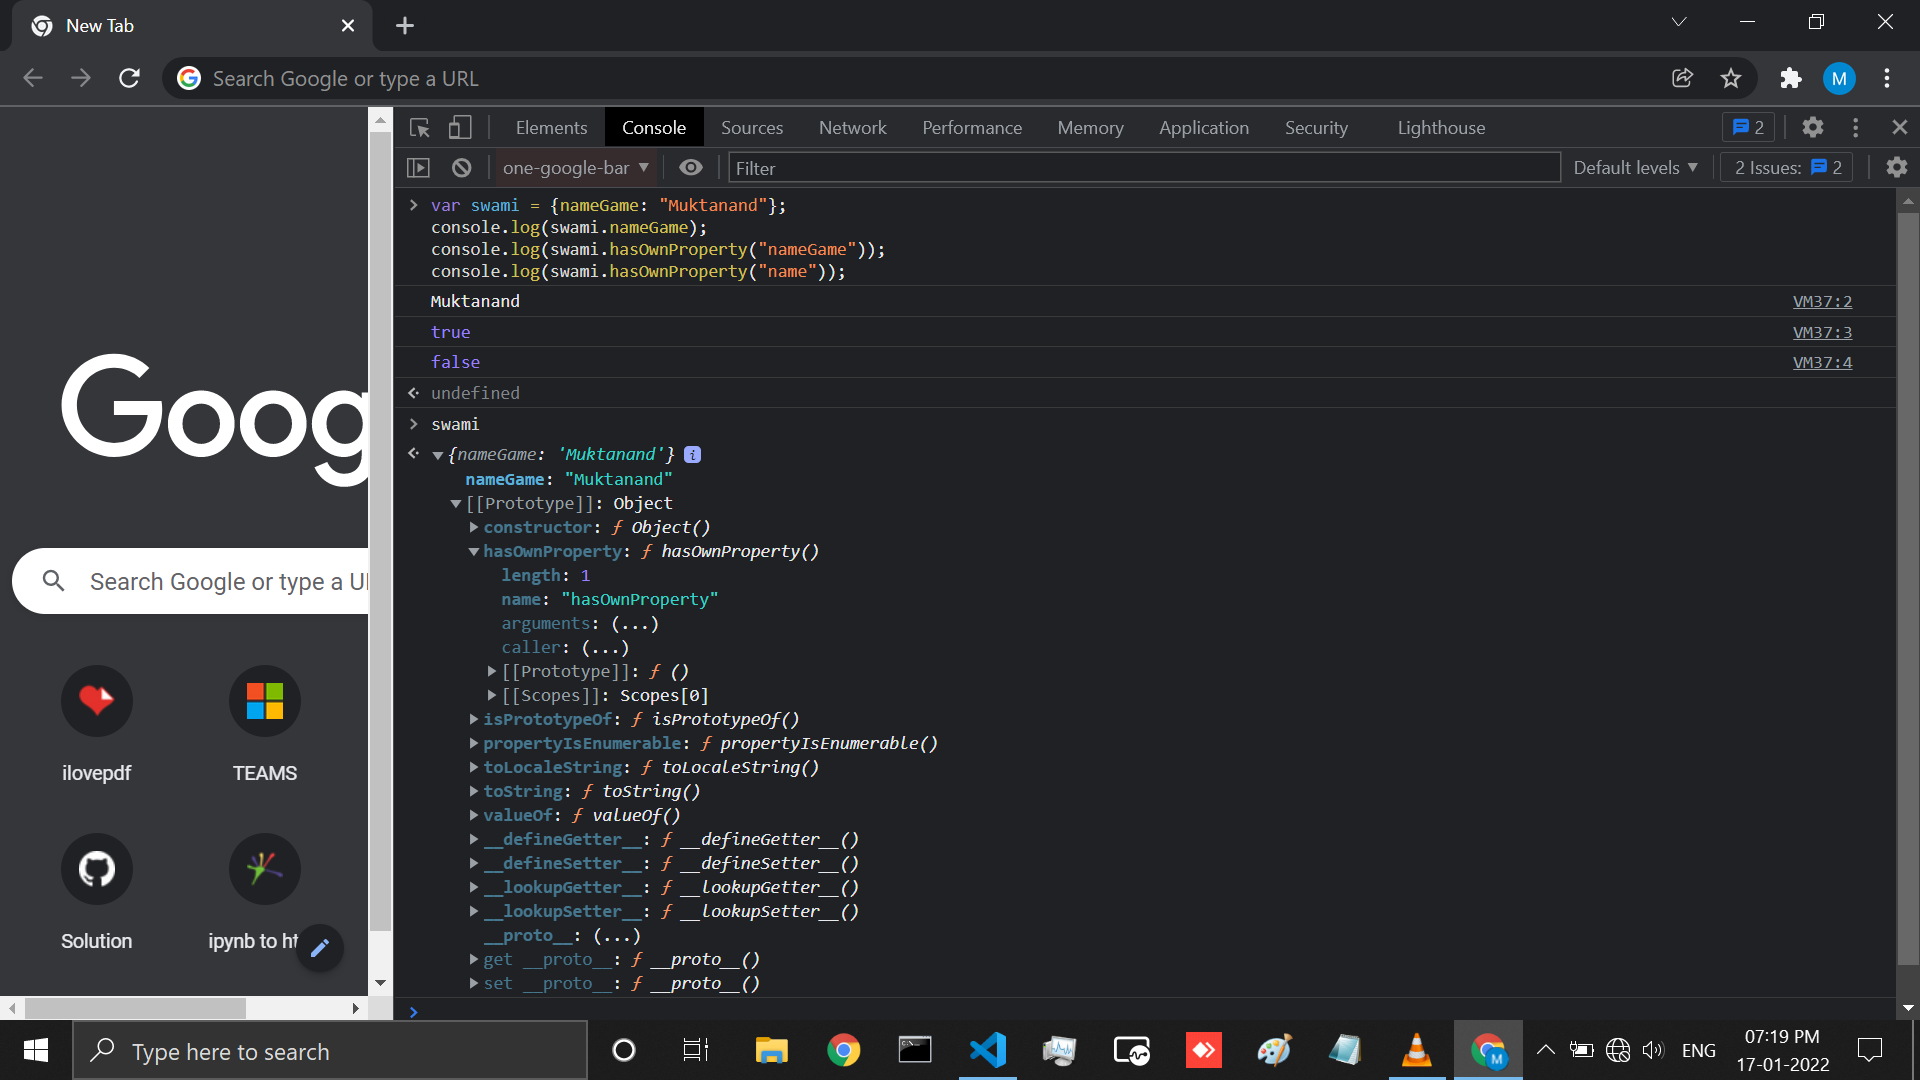 New Tab
Search Google or type a URL
M
Elements Console Sources Network Performance Memory Application Security Lighthouse 2
one-google-bar Filter Default levels 2 Issues: 2
var swami = {nameGame: "Muktanand"};
console.log(swami.nameGame);
console.log(swami.hasOwnProperty("nameGame"));
console.log(swami.hasOwnProperty("name"));
Muktanand VM37:2
true VM37:3
false VM37:4
undefined
swami
{nameGame: 'Muktanand'} i
nameGame: "Muktanand"
[[Prototype]]: Object
constructor: ƒ Object()
hasOwnProperty: ƒ hasOwnProperty()
length: 1
name: "hasOwnProperty"
arguments: (...)
caller: (...)
[[Prototype]]: ƒ ()
[[Scopes]]: Scopes[0]
isPrototypeOf: ƒ isPrototypeOf()
propertyIsEnumerable: ƒ propertyIsEnumerable()
toLocaleString: ƒ toLocaleString()
toString: ƒ toString()
valueOf: ƒ valueOf()
__defineGetter__: ƒ __defineGetter__()
__defineSetter__: ƒ __defineSetter__()
__lookupGetter__: ƒ __lookupGetter__()
__lookupSetter__: ƒ __lookupSetter__()
__proto__: (...)
get __proto__: ƒ __proto__()
set __proto__: ƒ __proto__()
Goog
Search Google or type a U
ilovepdf TEAMS
Solution ipynb to ht
Type here to search
M
ENG
07:19 PM
17-01-2022